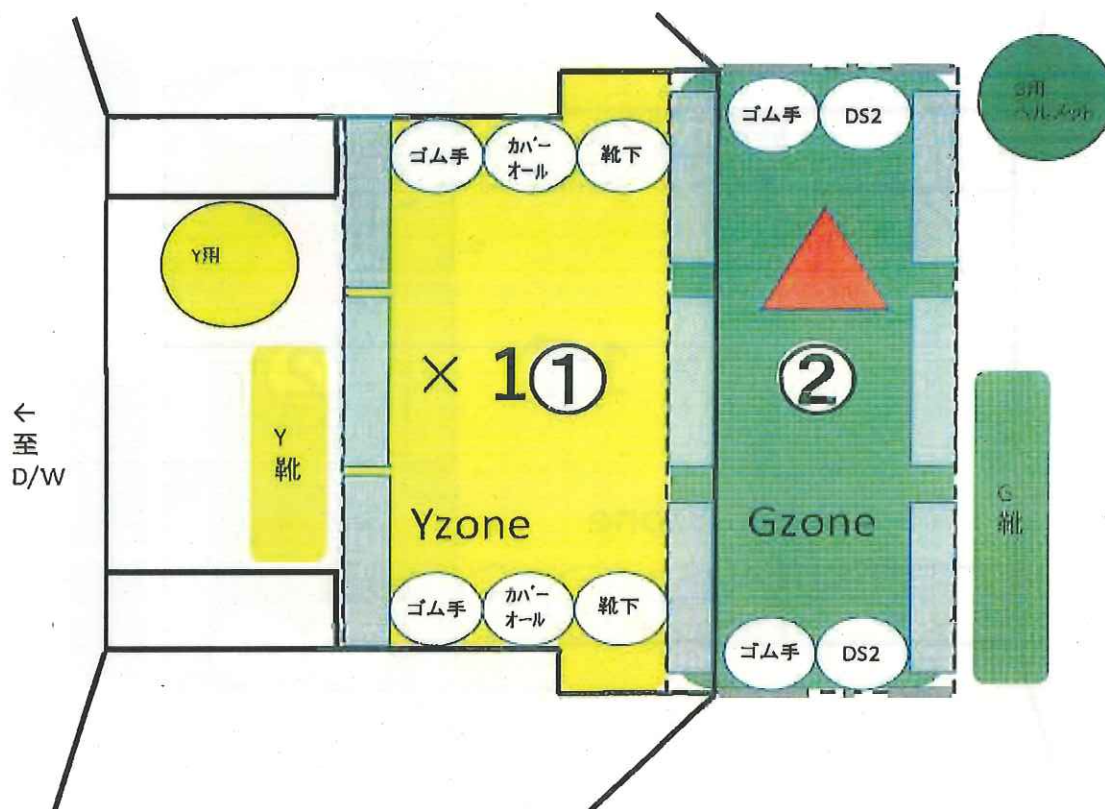 ゴム手
DS2
G用
ヘルメット
ゴム手
カバー
オール
靴下
Y用
× 1①
②
←
至
D/W
Y
靴
G
靴
Yzone
Gzone
ゴム手
カバー
オール
靴下
ゴム手
DS2